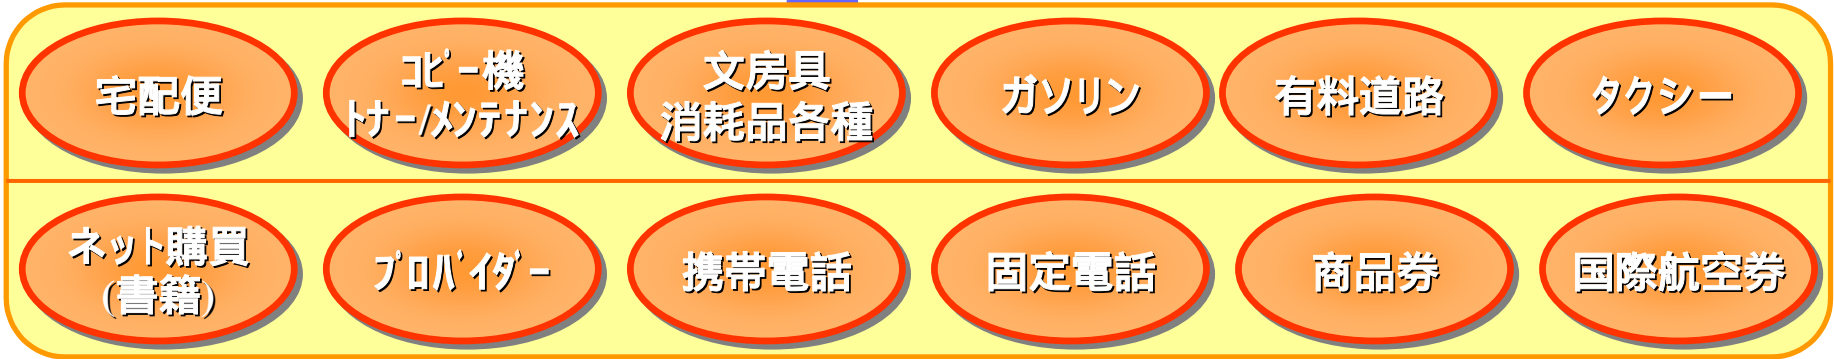 宅配便
ｺﾋﾟｰ機
ﾄﾅｰ/ﾒﾝﾃﾅﾝｽ
文房具
消耗品各種
ガソリン
有料道路
タクシー
ネット購買
(書籍)
ﾌﾟﾛﾊﾞｲﾀﾞｰ
携帯電話
固定電話
商品券
国際航空券